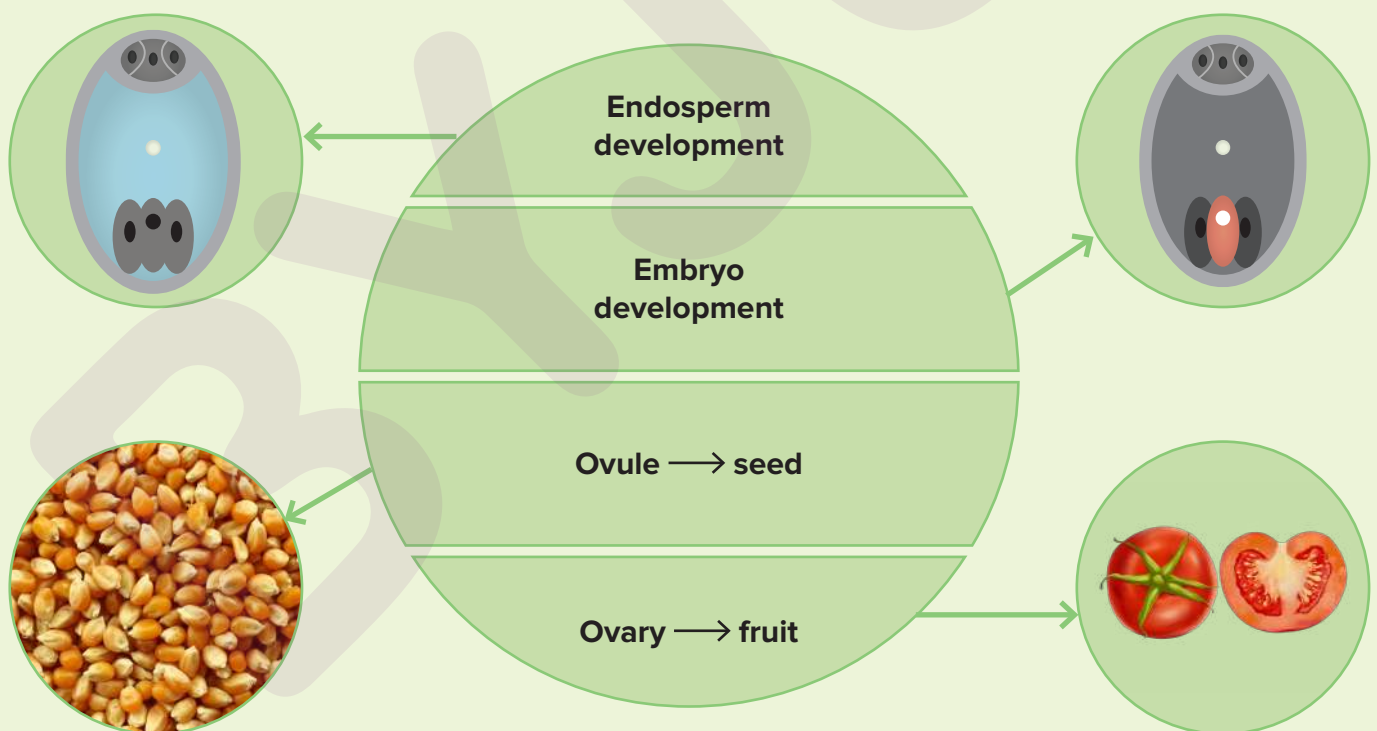 Endosperm
development
Embryo
development
Ovule ⟶ seed
Ovary ⟶ fruit